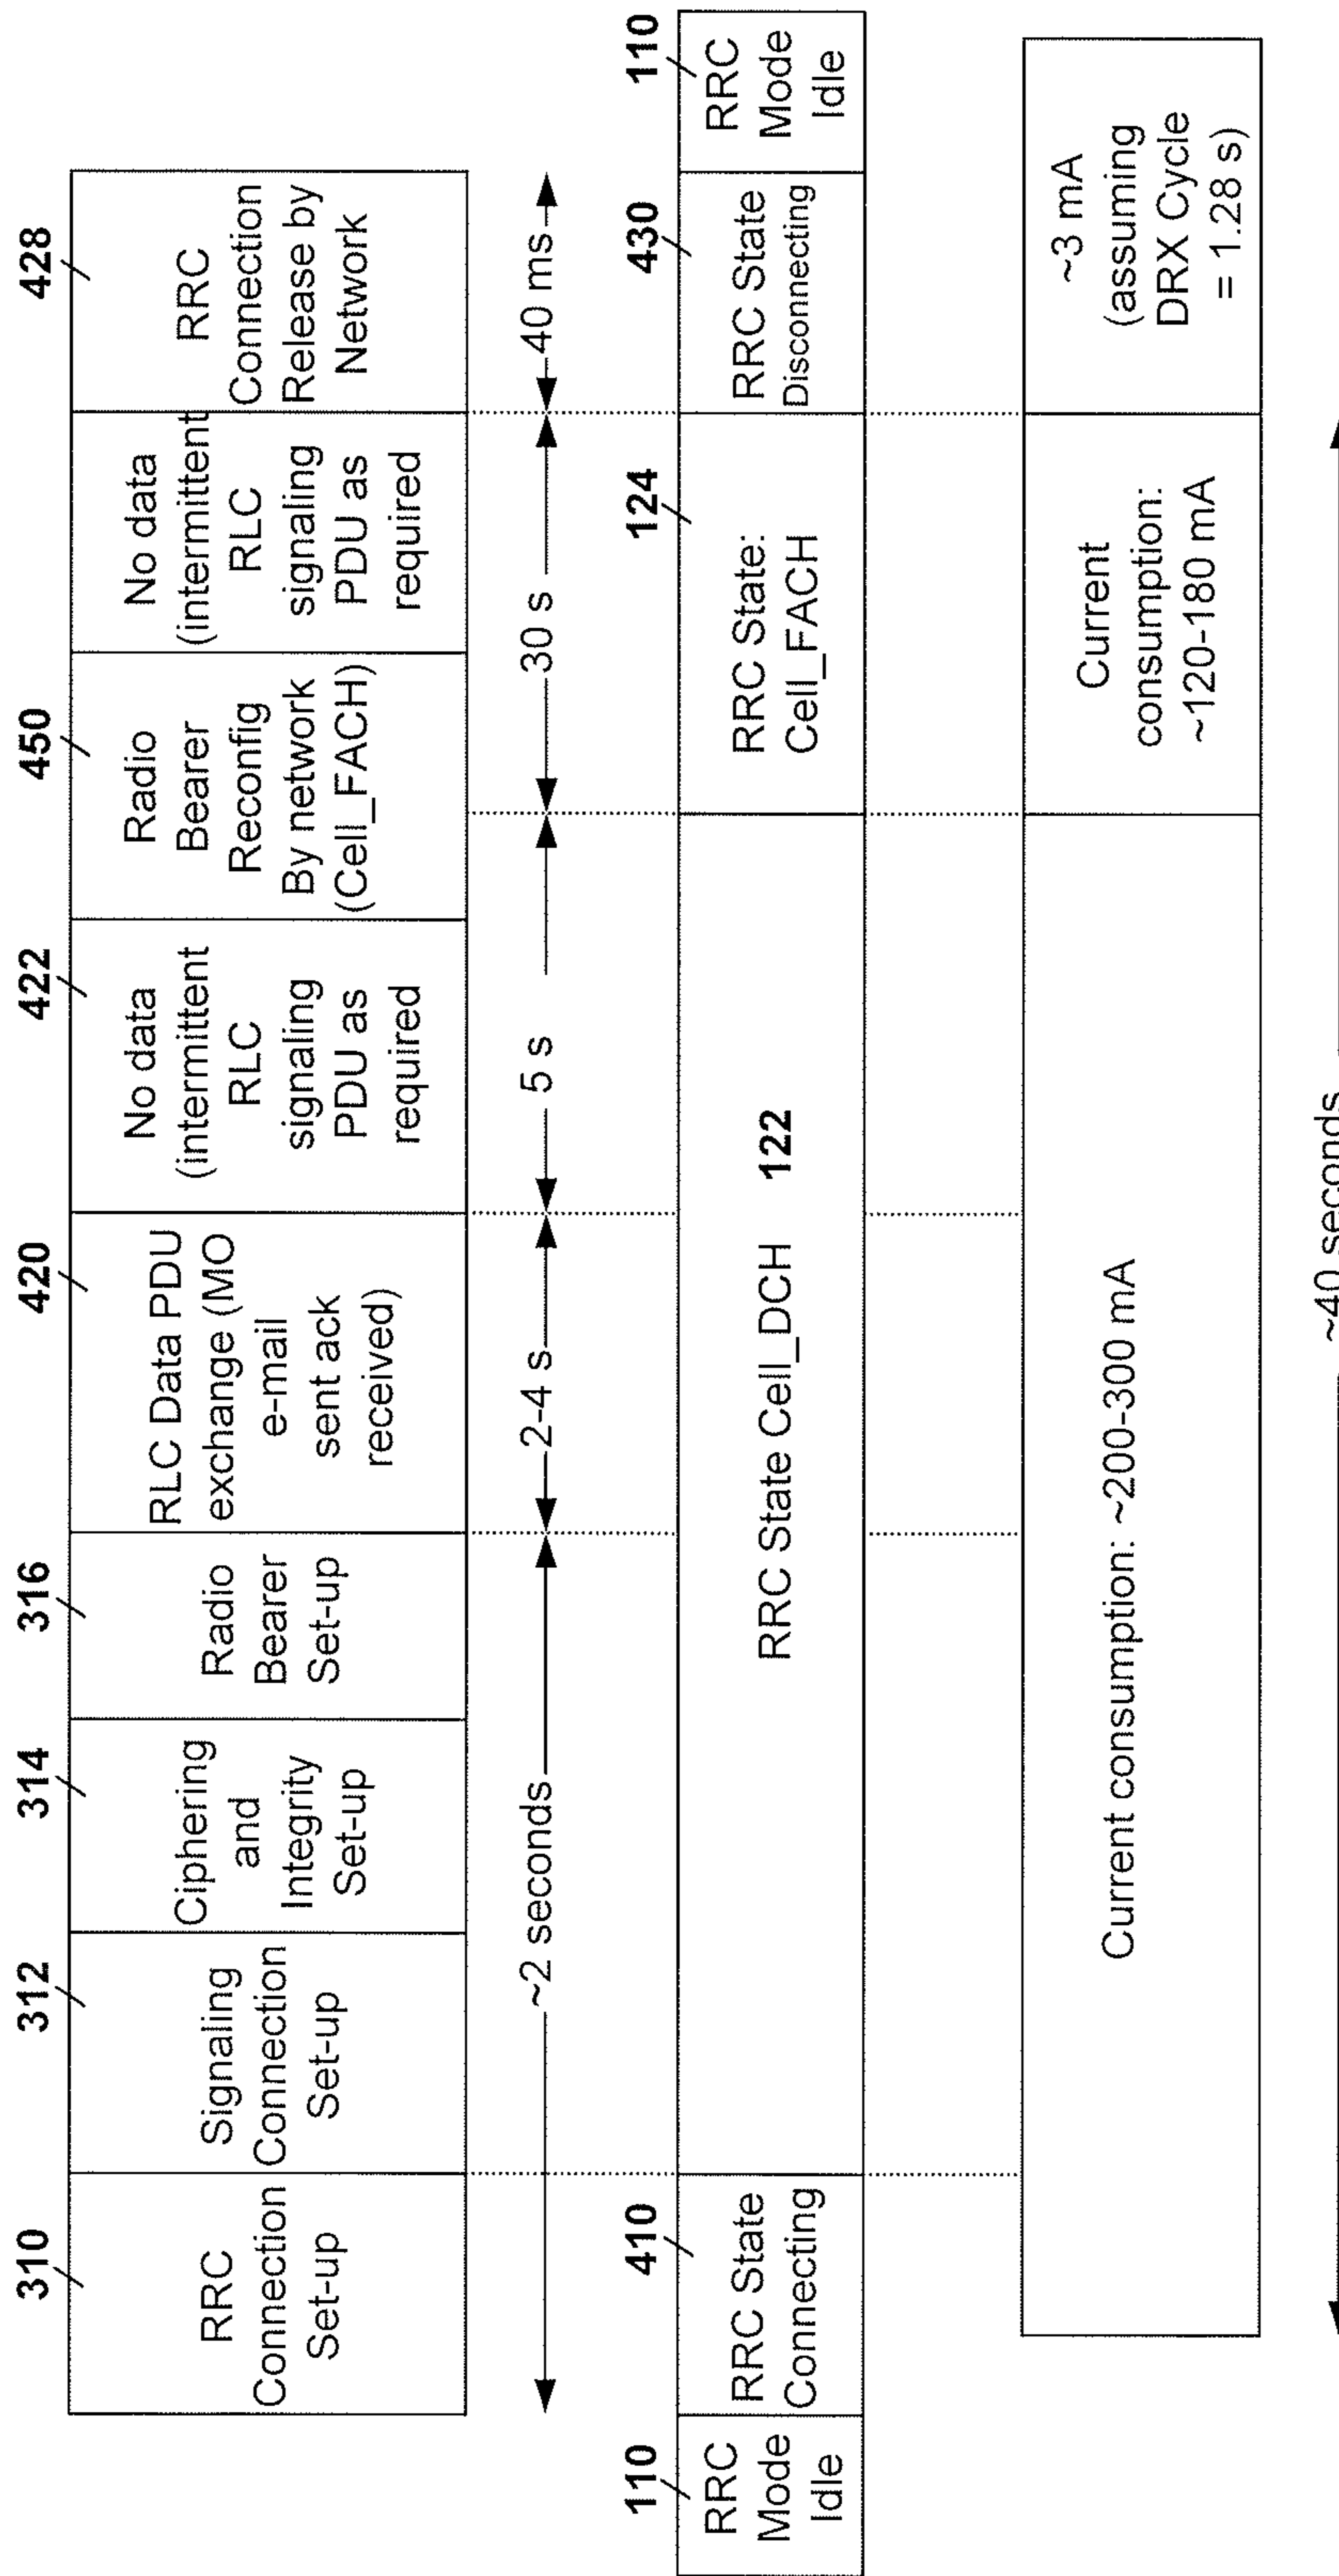 310
312
314
316
420
422
450
428
RRC
Connection
Set-up
Signaling
Connection
Set-up
Ciphering
and
Integrity
Set-up
Radio
Bearer
Set-up
RLC Data PDU
exchange (MO
e-mail
sent ack
received)
No data
(intermittent
RLC
signaling
PDU as
required
Radio
Bearer
Reconfig
By network
(Cell_FACH)
No data
(intermittent
RLC
signaling
PDU as
required
RRC
Connection
Release by
Network
~2 seconds
2-4 s
5 s
30 s
40 ms
110
410
124
430
110
RRC
Mode
Idle
RRC State
Connecting
RRC State Cell_DCH 122
RRC State:
Cell_FACH
RRC State
Disconnecting
RRC
Mode
Idle
Current consumption: ~200-300 mA
Current
consumption:
~120-180 mA
~3 mA
(assuming
DRX Cycle
= 1.28 s)
~40 seconds